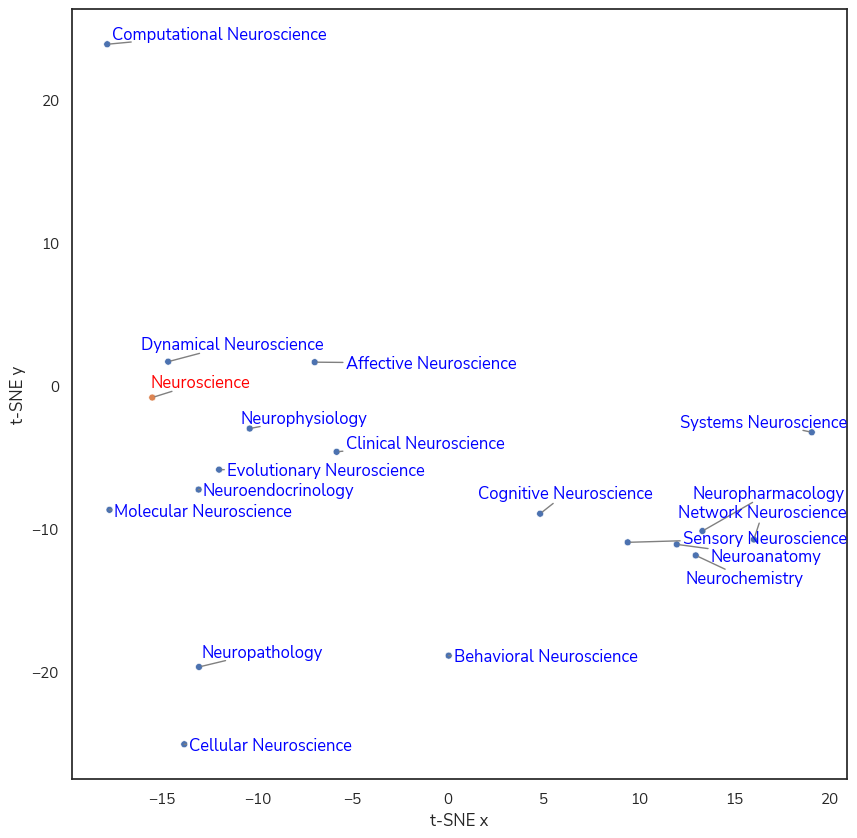 Computational Neuroscience
20
10
Dynamical Neuroscience
Affective Neuroscience
Neuroscience
0
t-SNE y
Neurophysiology
Systems Neuroscience
Clinical Neuroscience
Evolutionary Neuroscience
Neuroendocrinology
Cognitive Neuroscience
Neuropharmacology
Molecular Neuroscience
Network Neuroscience
−10
Sensory Neuroscience
Neuroanatomy
Neurochemistry
Neuropathology
Behavioral Neuroscience
−20
Cellular Neuroscience
−15 −10 −5 0 5 10 15 20
t-SNE x